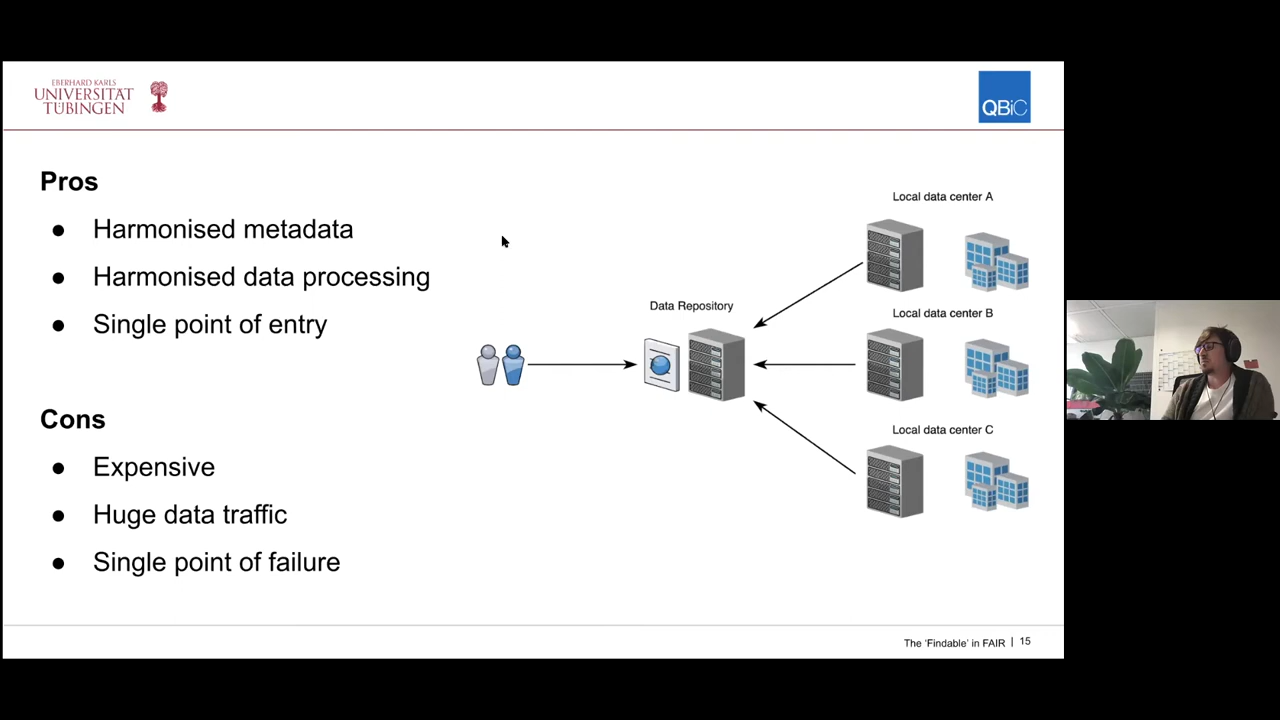 EBERHARD KARLS
UNIVERSITÄT
TÜBINGEN
QBiC
Pros
● Harmonised metadata
● Harmonised data processing
● Single point of entry
Cons
● Expensive
● Huge data traffic
● Single point of failure
Data Repository
Local data center A
Local data center B
Local data center C
The ‘Findable’ in FAIR | 15